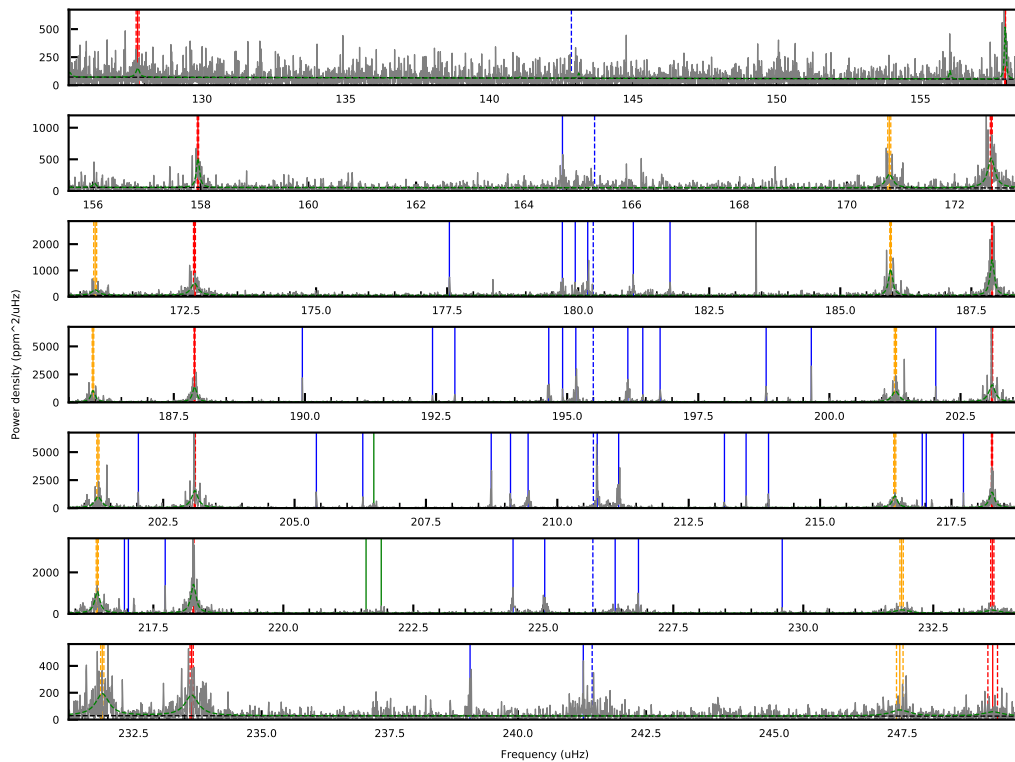 500
250
0
130 135 140 145 150 155
1000
500
0
156 158 160 162 164 166 168 170 172
2000
1000
0
172.5 175.0 177.5 180.0 182.5 185.0 187.5
Power density (ppm^2/uHz)
5000
2500
0
187.5 190.0 192.5 195.0 197.5 200.0 202.5
5000
2500
0
202.5 205.0 207.5 210.0 212.5 215.0 217.5
2000
0
217.5 220.0 222.5 225.0 227.5 230.0 232.5
400
200
0
232.5 235.0 237.5 240.0 242.5 245.0 247.5
Frequency (uHz)